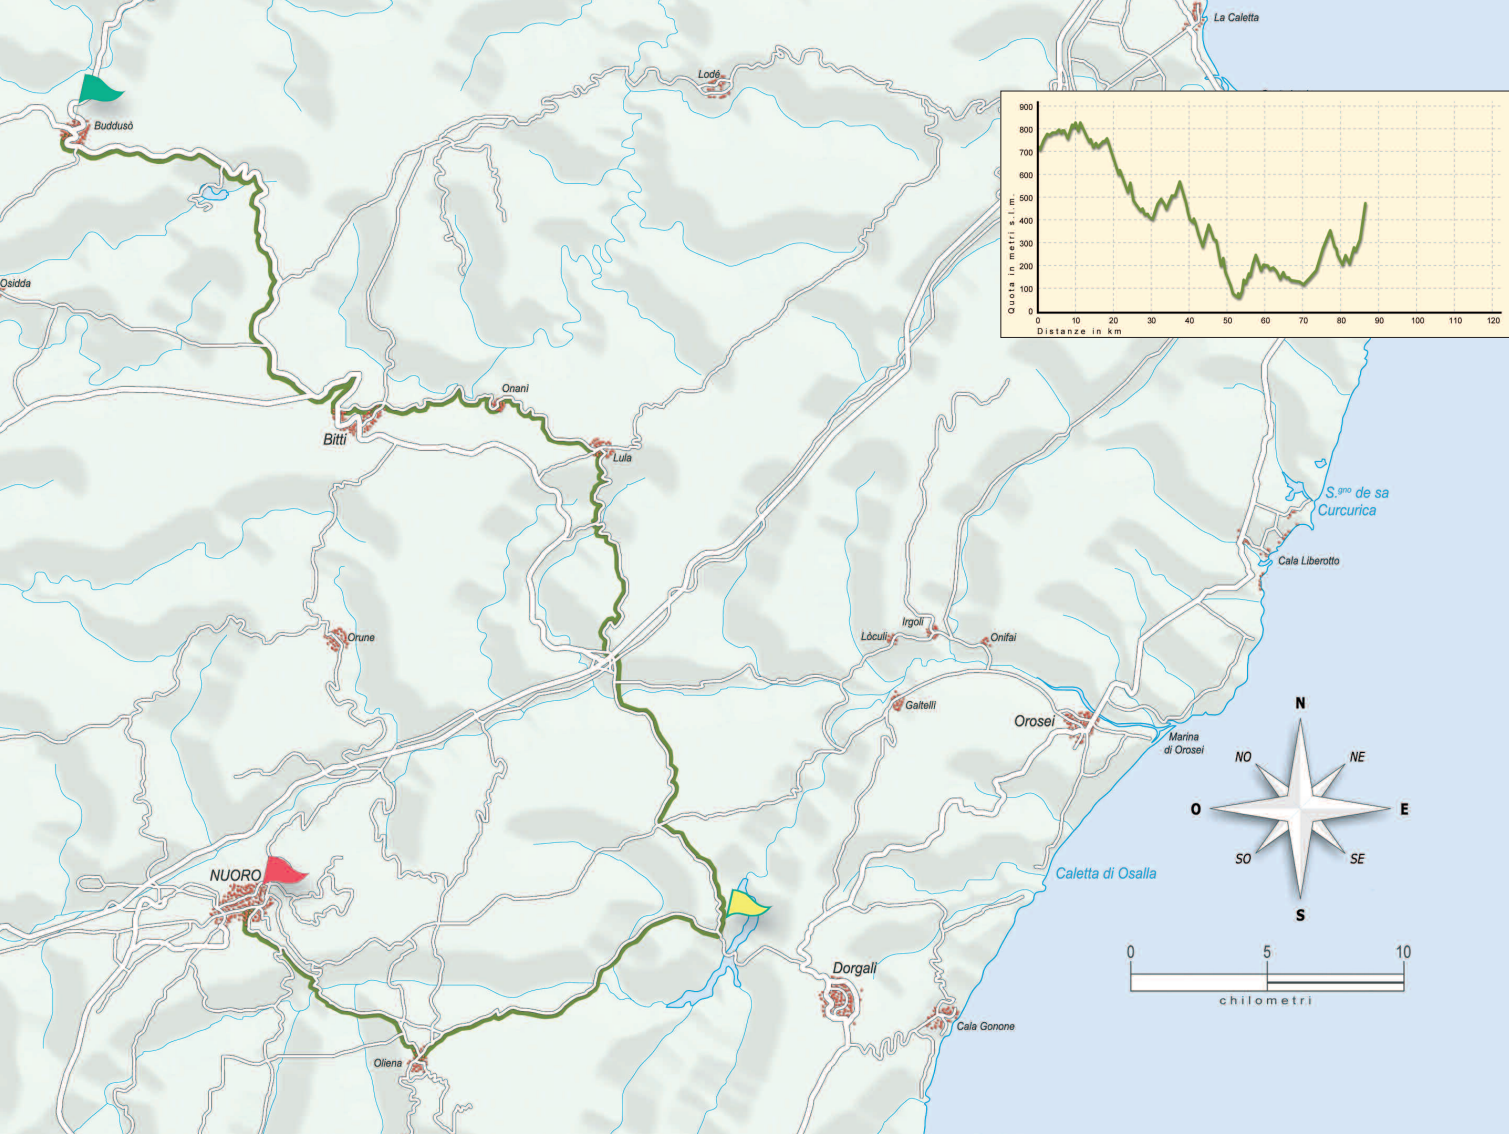 La Caletta
Lodè
Buddusò
Osidda
900
800
700
600
500
400
300
200
100
0
Quota in metri s.l.m.
0 10 20 30 40 50 60 70 80 90 100 110 120
Distanze in km
Onanì
Bitti
Lula
S.gno de sa
Curcurica
Cala Liberotto
Orune
Lòculi
Irgoli
Onifai
Galtellì
Orosei
Marina
di Orosei
N
NO
NE
O
E
SO
SE
S
NUORO
Caletta di Osalla
Dorgali
0 5 10
chilometri
Cala Gonone
Oliena